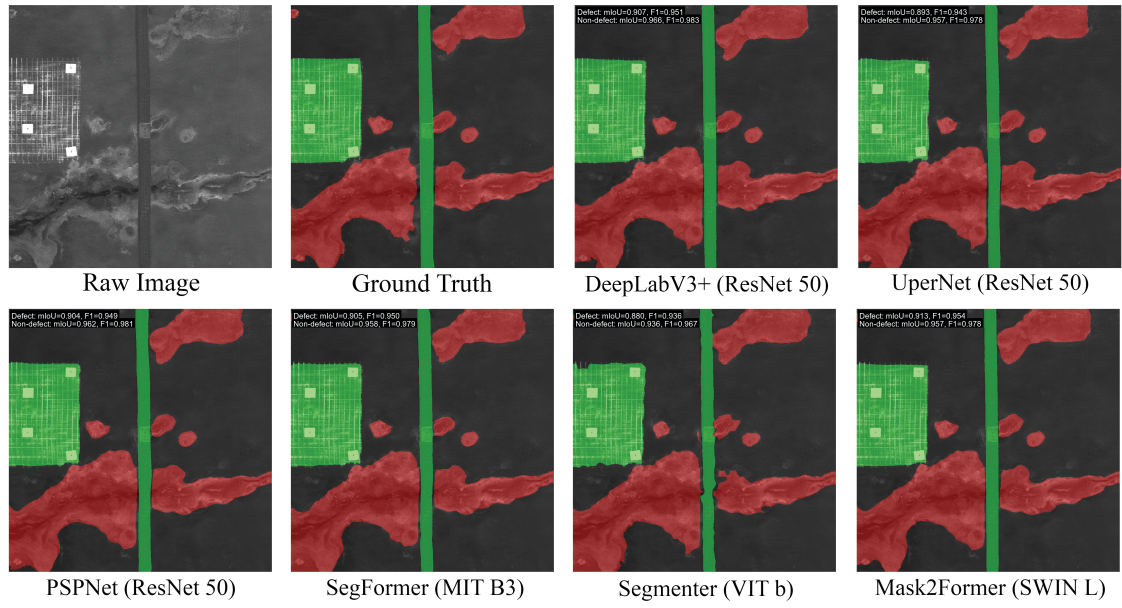 Defect: mIoU=0.907, F1=0.951
Non-defect: mIoU=0.966, F1=0.983
Defect: mIoU=0.893, F1=0.943
Non-defect: mIoU=0.957, F1=0.978
Raw Image
Ground Truth
DeepLabV3+ (ResNet 50)
UperNet (ResNet 50)
Defect: mIoU=0.904, F1=0.949
Non-defect: mIoU=0.962, F1=0.981
Defect: mIoU=0.905, F1=0.950
Non-defect: mIoU=0.958, F1=0.979
Defect: mIoU=0.880, F1=0.936
Non-defect: mIoU=0.936, F1=0.967
Defect: mIoU=0.913, F1=0.954
Non-defect: mIoU=0.957, F1=0.978
PSPNet (ResNet 50)
SegFormer (MIT B3)
Segmenter (VIT b)
Mask2Former (SWIN L)